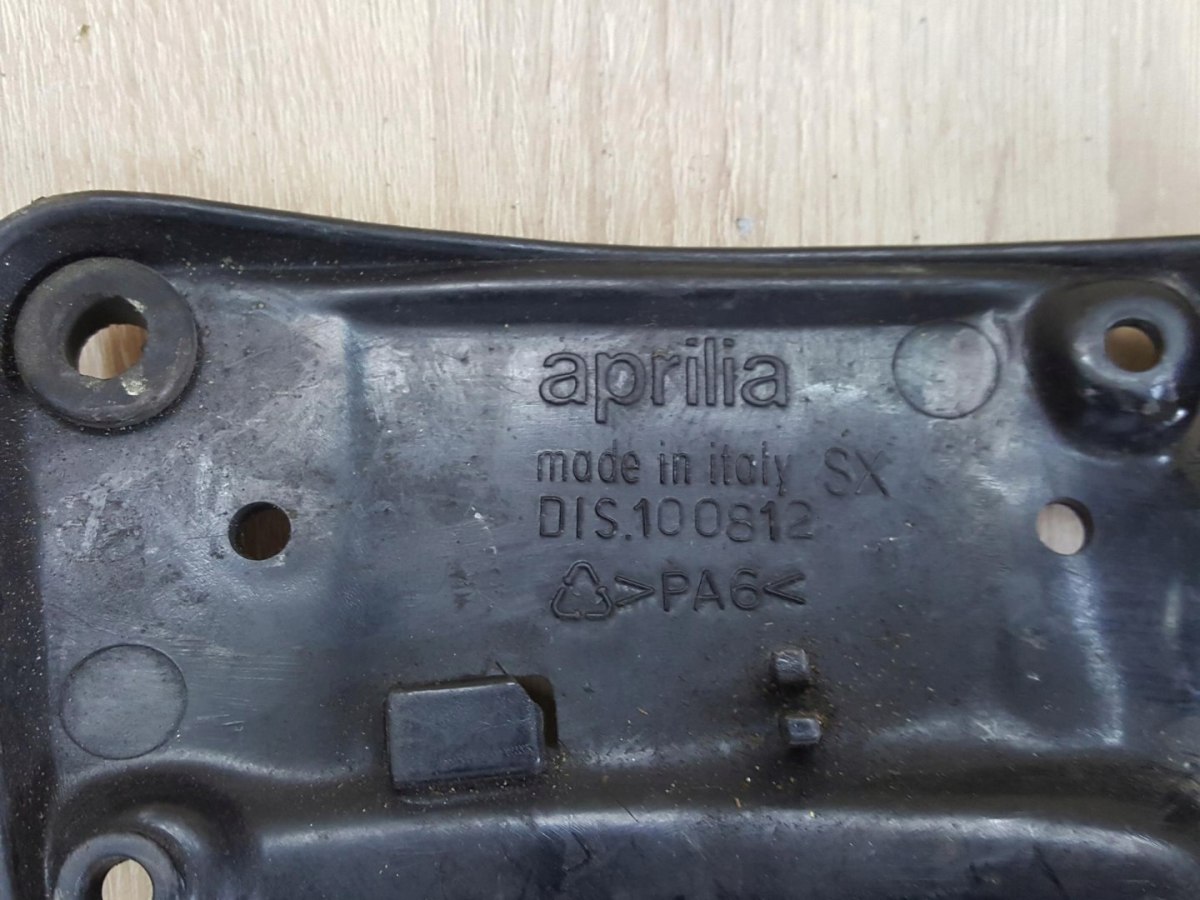 aprilia
made in italy SX
DIS.100812
>PA6<